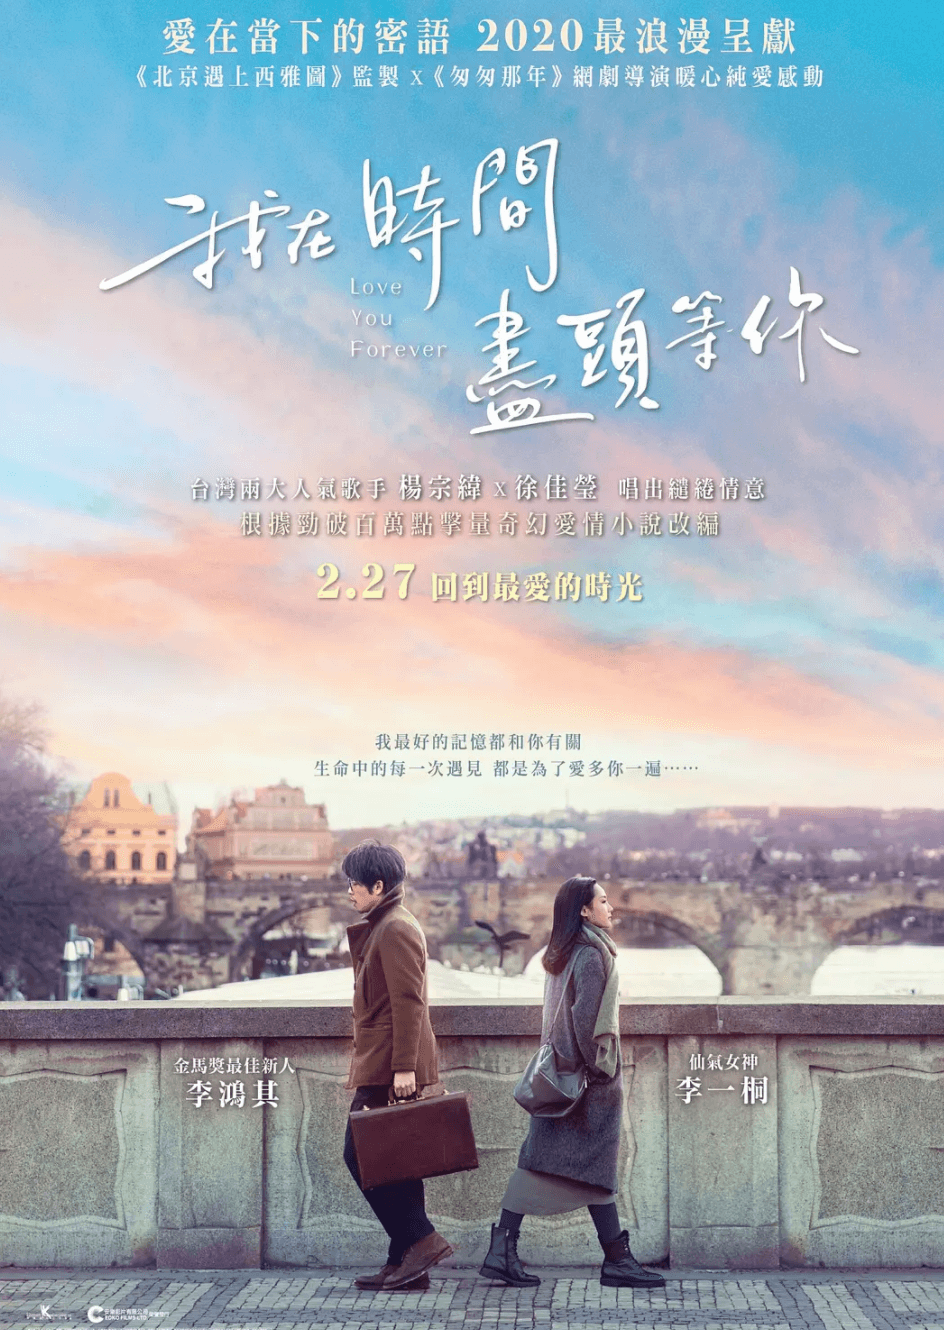 愛在當下的密語 2020最浪漫呈獻
《北京遇上西雅圖》監製 x《匆匆那年》網劇導演暖心純愛感動
我在時間
Love
You
Forever
盡頭等你
台灣兩大人氣歌手 楊宗緯 x 徐佳瑩 唱出繾綣情意
根據勁破百萬點擊量奇幻愛情小說改編
2.27 回到最愛的時光
我最好的記憶都和你有關
生命中的每一次遇見 都是為了愛多你一遍⋯⋯
金馬獎最佳新人
李鴻其
仙氣女神
李一桐